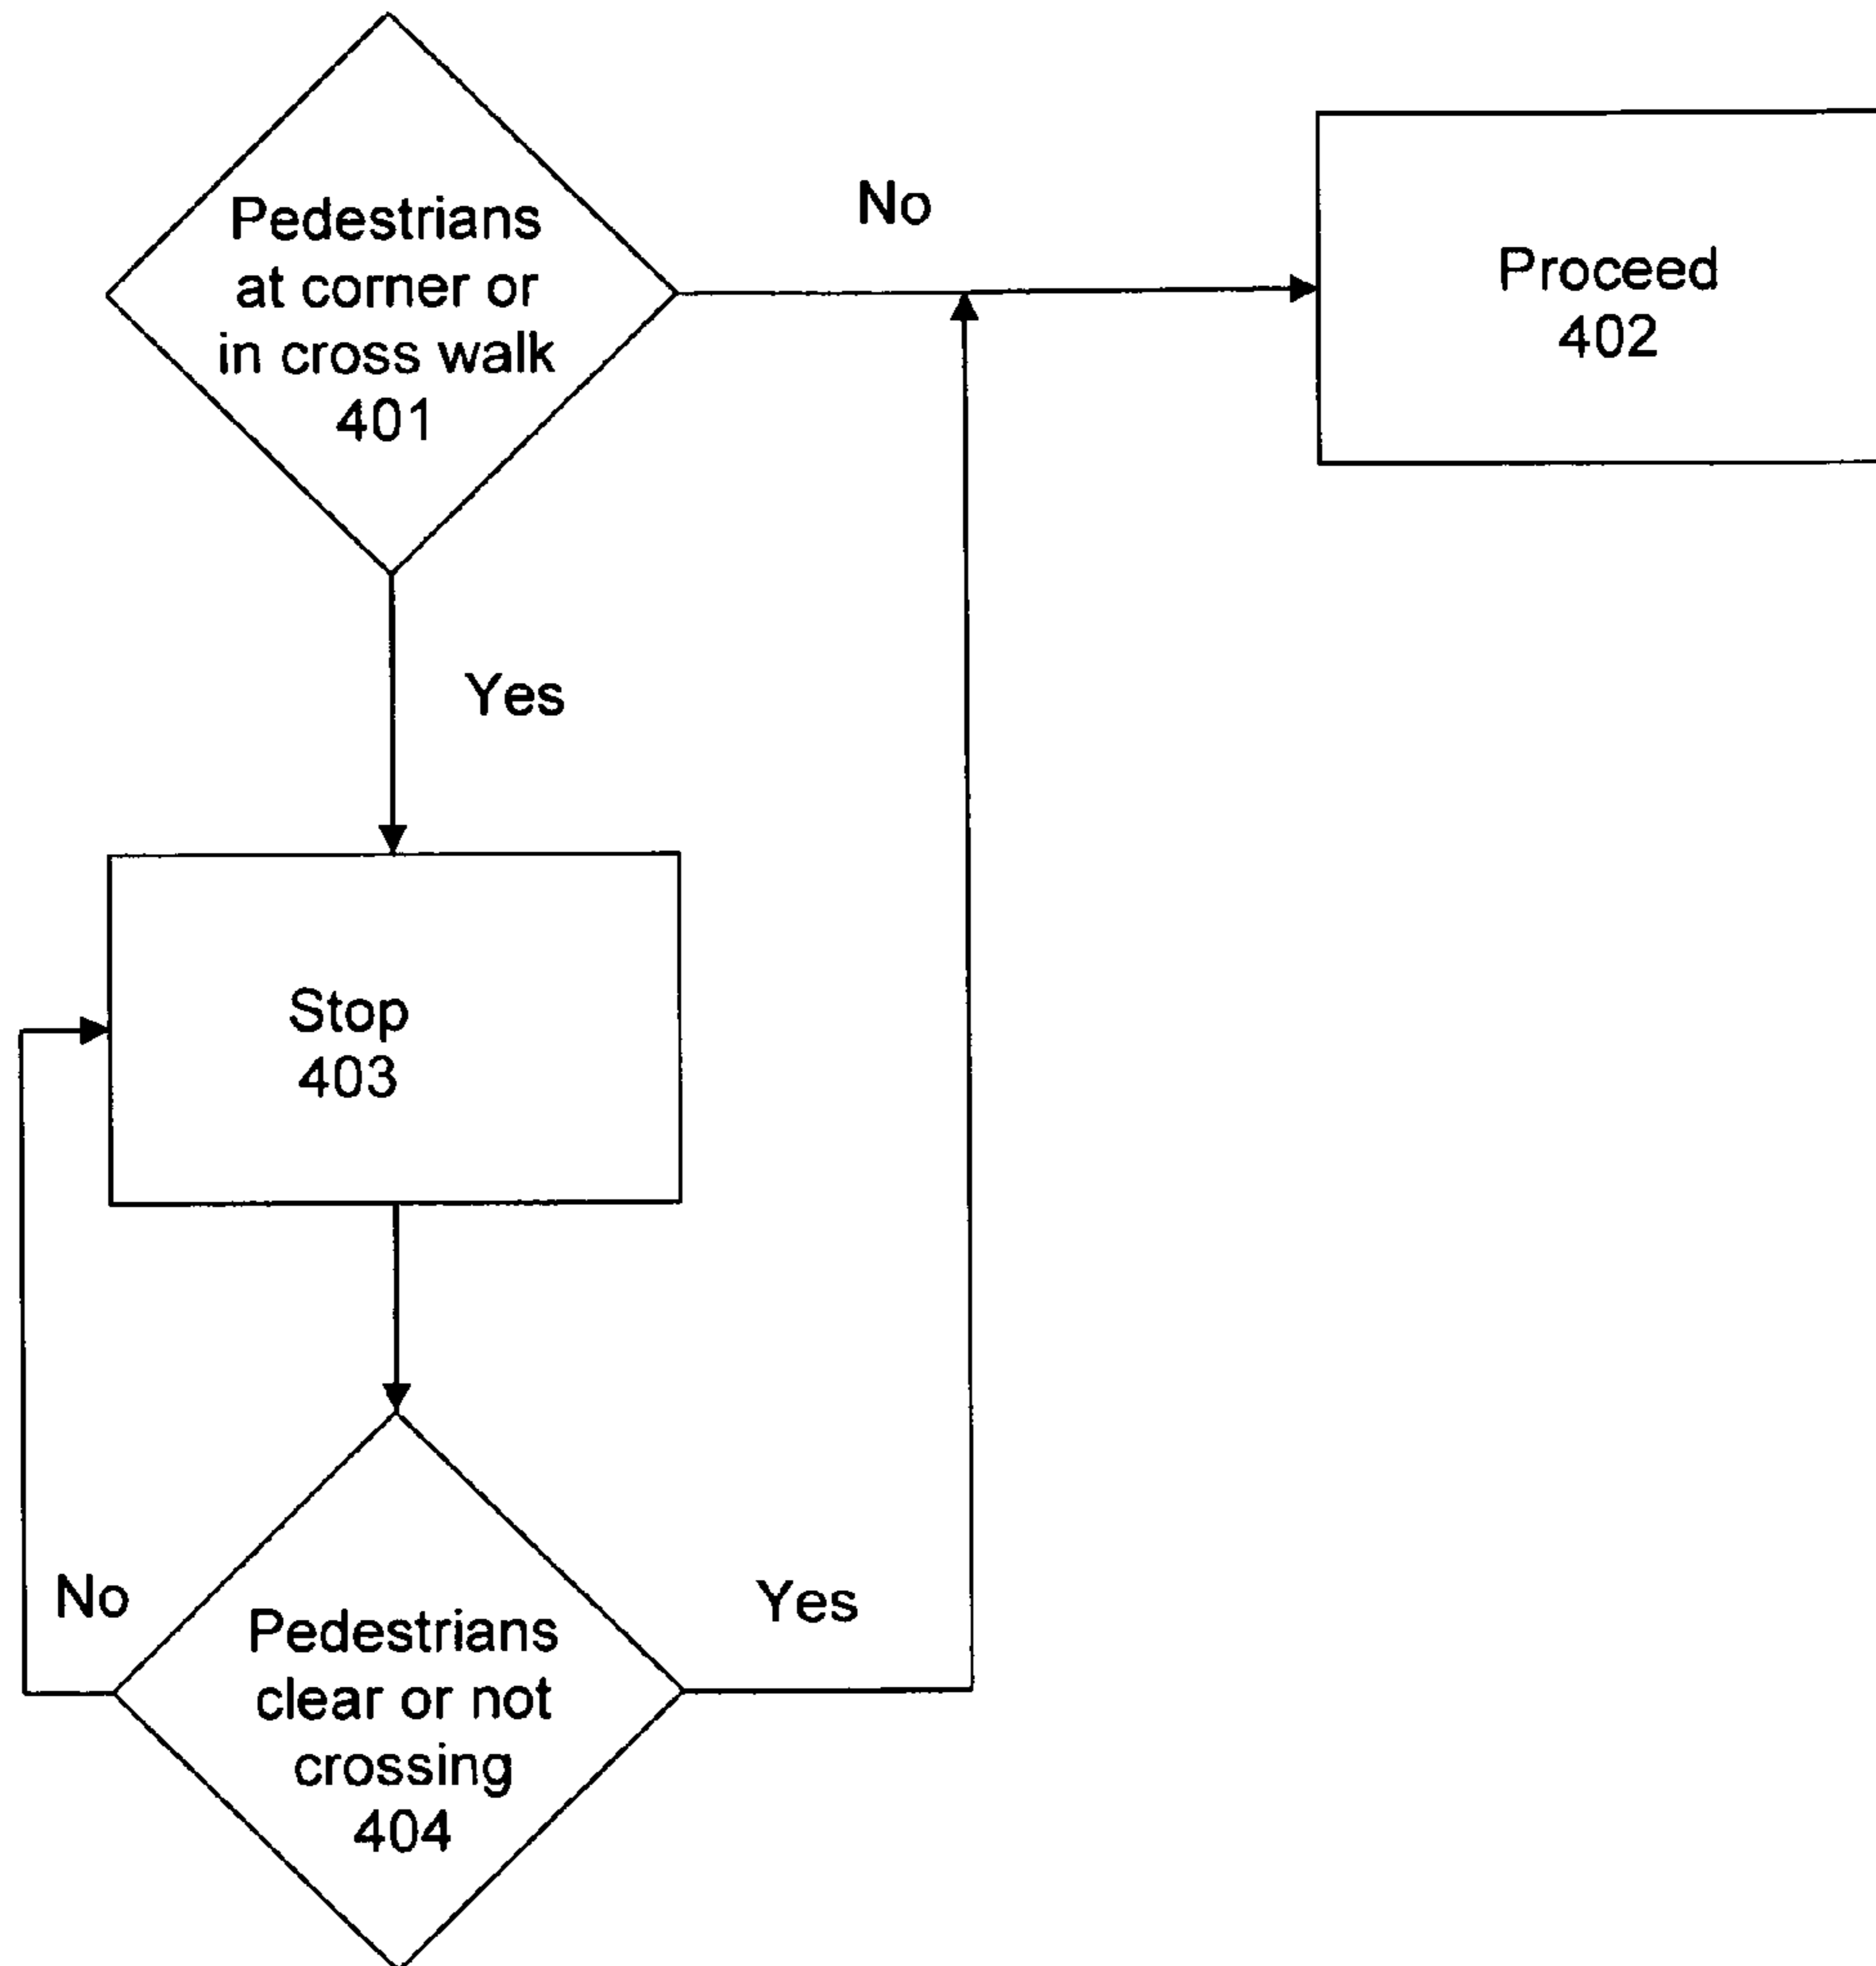 Pedestrians
at corner or
in cross walk
401
No
Proceed
402
Yes
Stop
403
No
Pedestrians
clear or not
crossing
404
Yes